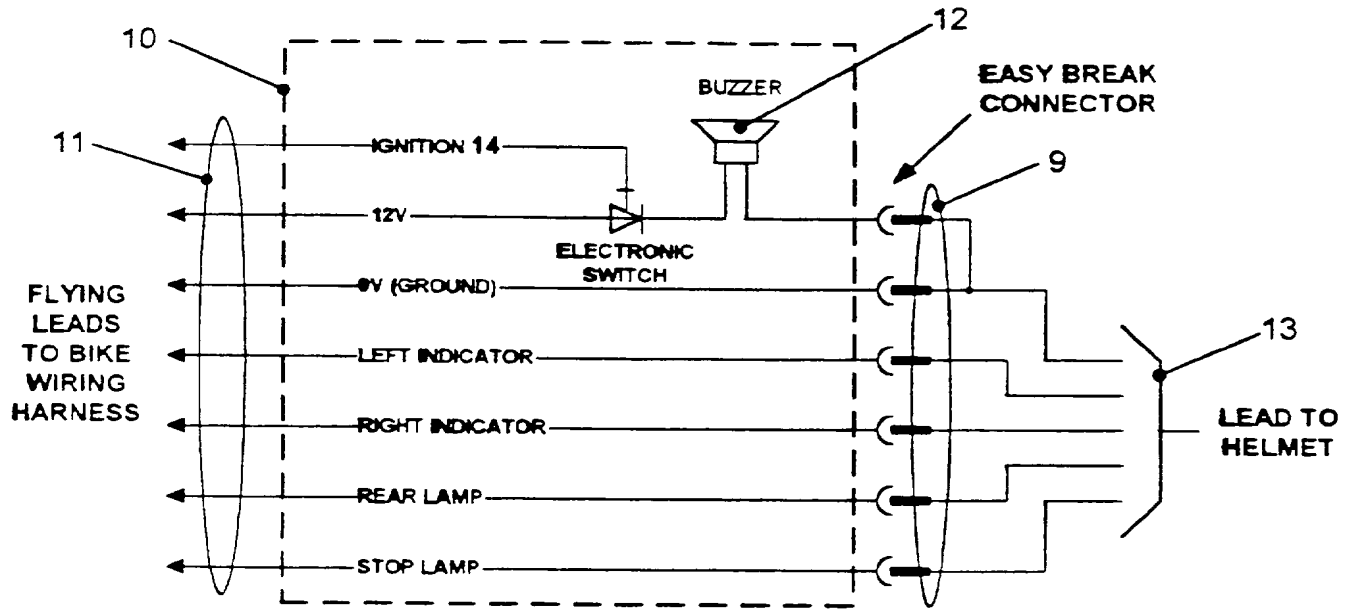 10
12
BUZZER
EASY BREAK
CONNECTOR
11
IGNITION 14
9
12V
ELECTRONIC
SWITCH
0V (GROUND)
FLYING
LEADS
TO BIKE
WIRING
HARNESS
LEFT INDICATOR
13
RIGHT INDICATOR
LEAD TO
HELMET
REAR LAMP
STOP LAMP